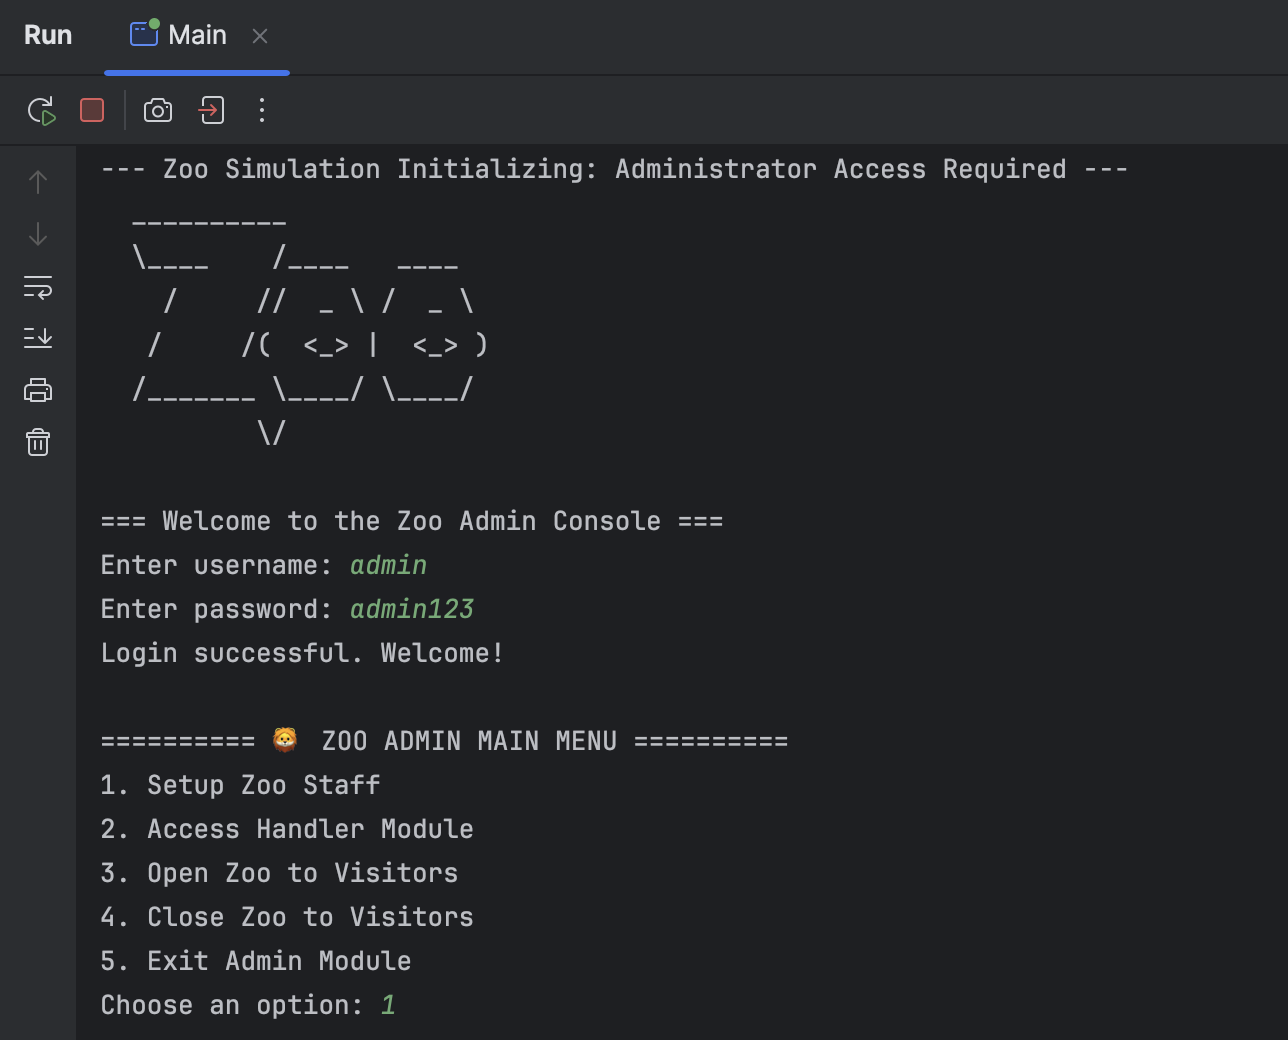 Run Main
--- Zoo Simulation Initializing: Administrator Access Required ---
  __________
  \____    /____   ____
    /     //  _ \ /  _ \
   /     /(  <_> |  <_> )
  /_______ \____/ \____/
          \/
=== Welcome to the Zoo Admin Console ===
Enter username: admin
Enter password: admin123
Login successful. Welcome!
========== 🦁 ZOO ADMIN MAIN MENU ==========
1. Setup Zoo Staff
2. Access Handler Module
3. Open Zoo to Visitors
4. Close Zoo to Visitors
5. Exit Admin Module
Choose an option: 1